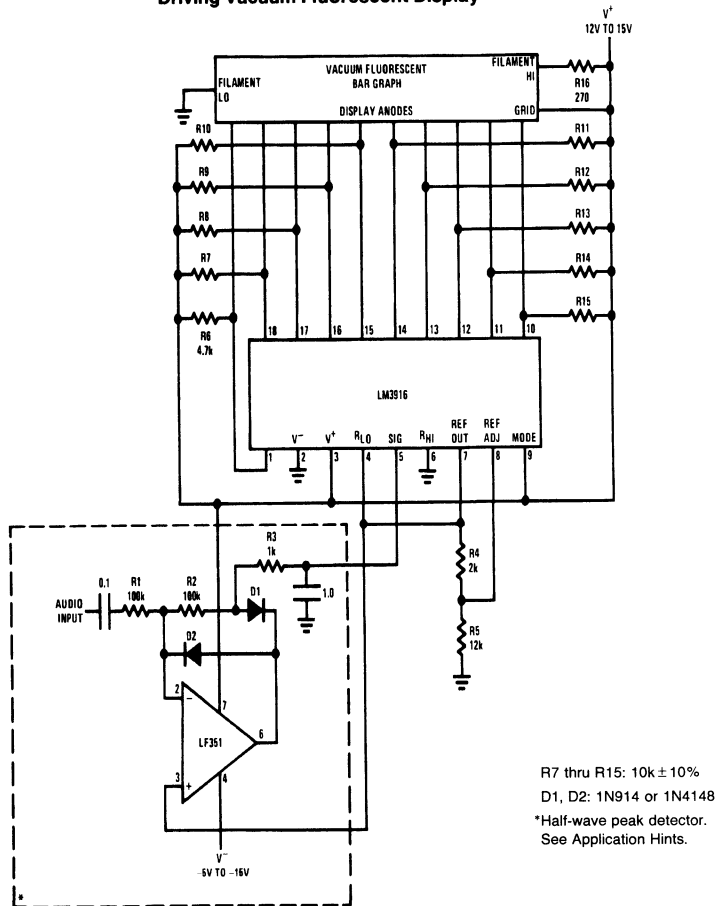 Driving Vacuum Fluorescent Display
V+
12V TO 15V
VACUUM FLUORESCENT
BAR GRAPH
FILAMENT
LO
FILAMENT
HI
DISPLAY ANODES
GRID
R16
270
R10
R11
R9
R12
R8
R13
R7
R14
R6
4.7k
R15
18
17
16
15
14
13
12
11
10
LM3916
V−
V+
RLO
SIG
RHI
REF
OUT
REF
ADJ
MODE
1
2
3
4
5
6
7
8
9
R3
1k
R4
2k
0.1
R1
100k
R2
100k
D1
1.0
AUDIO
INPUT
D2
R5
12k
2
−
7
LF351
6
3
+
4
V−
−5V TO −15V
*
R7 thru R15: 10k ± 10%
D1, D2: 1N914 or 1N4148
*Half-wave peak detector.
See Application Hints.